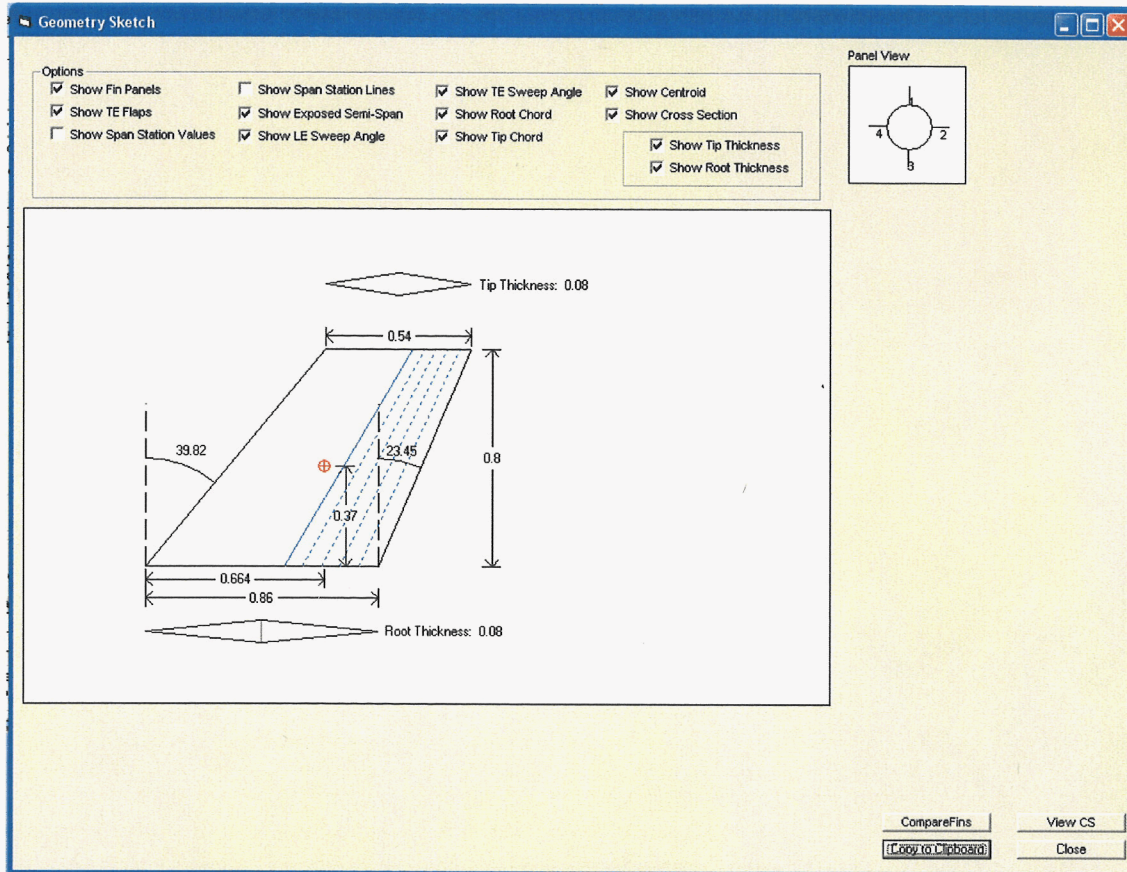 Geometry Sketch
Options
Show Fin Panels
Show TE Flaps
Show Span Station Values
Show Span Station Lines
Show Exposed Semi-Span
Show LE Sweep Angle
Show TE Sweep Angle
Show Root Chord
Show Tip Chord
Show Centroid
Show Cross Section
Show Tip Thickness
Show Root Thickness
Panel View
1
4
2
3
Tip Thickness: 0.08
0.54
39.82
23.45
0.8
0.37
0.664
0.86
Root Thickness: 0.08
CompareFins
View CS
Copy to Clipboard
Close